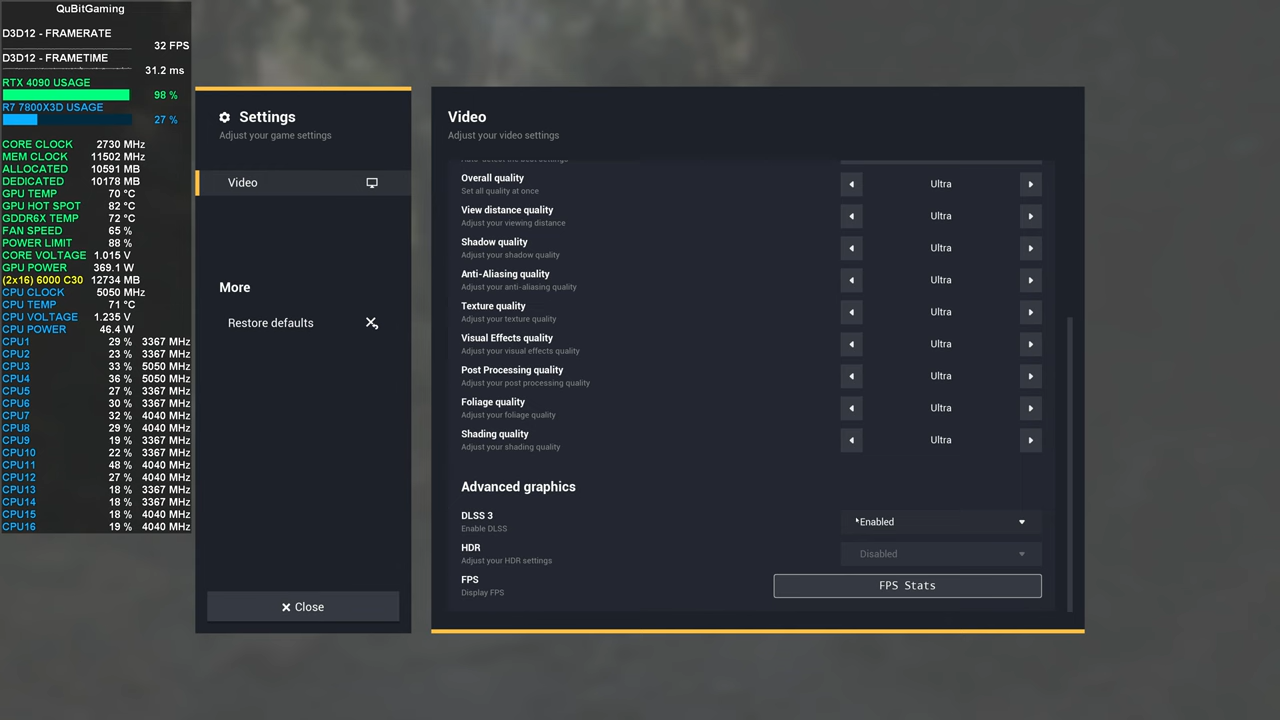 QuBitGaming
D3D12 - FRAMERATE
32 FPS
D3D12 - FRAMETIME
31.2 ms
RTX 4090 USAGE
98 %
R7 7800X3D USAGE
27 %
CORE CLOCK 2730 MHz
MEM CLOCK 11502 MHz
ALLOCATED 10591 MB
DEDICATED 10178 MB
GPU TEMP 70 °C
GPU HOT SPOT 82 °C
GDDR6X TEMP 72 °C
FAN SPEED 65 %
POWER LIMIT 88 %
CORE VOLTAGE 1.015 V
GPU POWER 369.1 W
(2x16) 6000 C30 12734 MB
CPU CLOCK 5050 MHz
CPU TEMP 71 °C
CPU VOLTAGE 1.235 V
CPU POWER 46.4 W
CPU1 29 % 3367 MHz
CPU2 23 % 3367 MHz
CPU3 33 % 5050 MHz
CPU4 36 % 5050 MHz
CPU5 27 % 3367 MHz
CPU6 30 % 3367 MHz
CPU7 32 % 4040 MHz
CPU8 29 % 4040 MHz
CPU9 19 % 3367 MHz
CPU10 22 % 3367 MHz
CPU11 48 % 4040 MHz
CPU12 27 % 4040 MHz
CPU13 18 % 3367 MHz
CPU14 18 % 3367 MHz
CPU15 18 % 4040 MHz
CPU16 19 % 4040 MHz
Settings
Adjust your game settings
Video
More
Restore defaults
Close
Video
Adjust your video settings
Overall quality
Set all quality at once
Ultra
View distance quality
Adjust your viewing distance
Ultra
Shadow quality
Adjust your shadow quality
Ultra
Anti-Aliasing quality
Adjust your anti-aliasing quality
Ultra
Texture quality
Adjust your texture quality
Ultra
Visual Effects quality
Adjust your visual effects quality
Ultra
Post Processing quality
Adjust your post processing quality
Ultra
Foliage quality
Adjust your foliage quality
Ultra
Shading quality
Adjust your shading quality
Ultra
Advanced graphics
DLSS 3
Enable DLSS
Enabled
HDR
Adjust your HDR settings
Disabled
FPS
Display FPS
FPS Stats